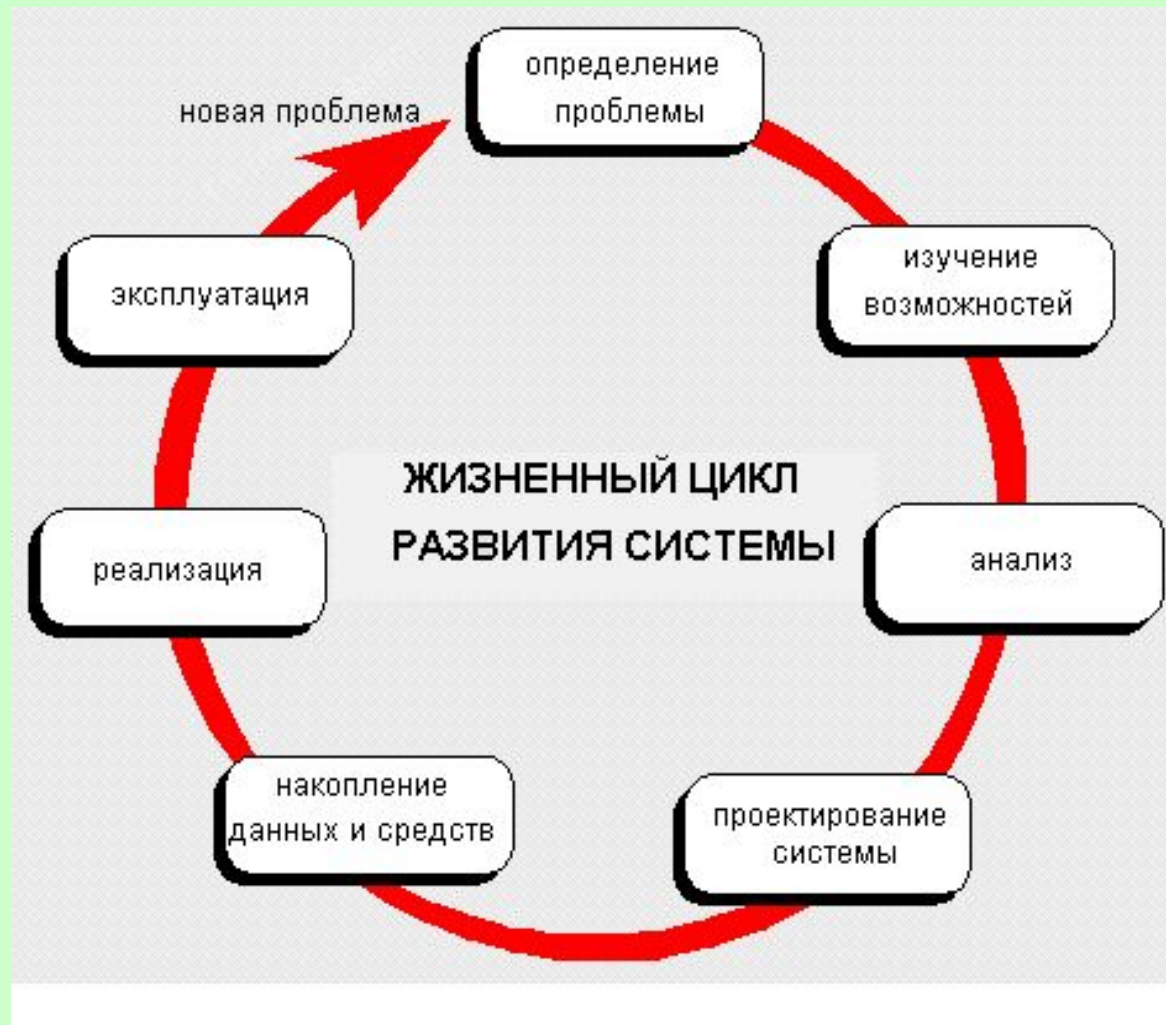 определение
проблемы
новая проблема
изучение
возможностей
эксплуатация
ЖИЗНЕННЫЙ ЦИКЛ
РАЗВИТИЯ СИСТЕМЫ
анализ
реализация
проектирование
системы
накопление
данных и средств